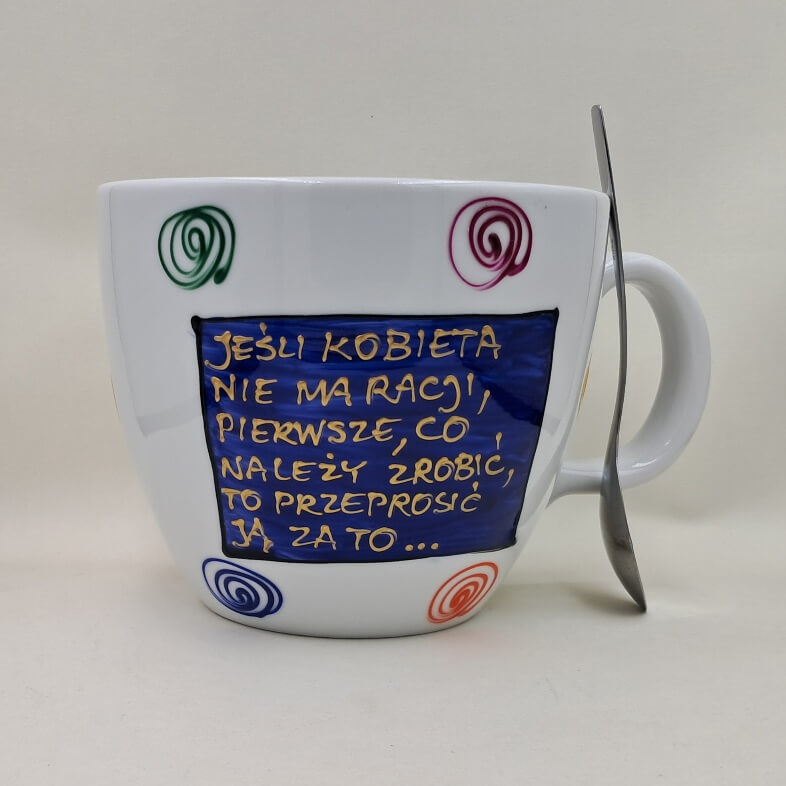 JEŚLI KOBIETA
NIE MA RACJI,
PIERWSZE, CO
NALEŻY ZROBIĆ,
TO PRZEPROSIĆ
JĄ ZA TO...